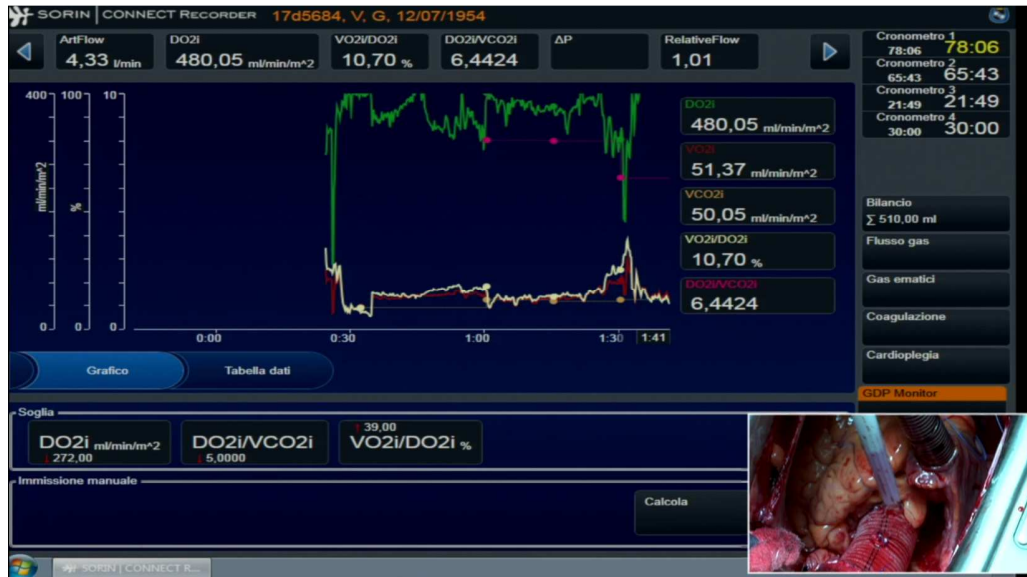 SORIN | CONNECT RECORDER 17d5684, V, G, 12/07/1954
ArtFlow
4,33 l/min
DO2i
480,05 ml/min/m^2
VO2i/DO2i
10,70 %
DO2i/VCO2i
6,4424
ΔP
RelativeFlow
1,01
Cronometro 1
78:06 78:06
Cronometro 2
65:43 65:43
Cronometro 3
21:49 21:49
Cronometro 4
30:00 30:00
400 100 10
ml/min/m^2
%
0 0 0
0:00 0:30 1:00 1:30 1:41
DO2i
480,05 ml/min/m^2
VO2i
51,37 ml/min/m^2
VCO2i
50,05 ml/min/m^2
VO2i/DO2i
10,70 %
DO2i/VCO2i
6,4424
Bilancio
Σ 510,00 ml
Flusso gas
Gas ematici
Coagulazione
Cardioplegia
GDP Monitor
Grafico
Tabella dati
Soglia
DO2i ml/min/m^2
↓ 272,00
DO2i/VCO2i
↓ 5,0000
↑ 39,00
VO2i/DO2i %
Immissione manuale
Calcola
SORIN | CONNECT R...